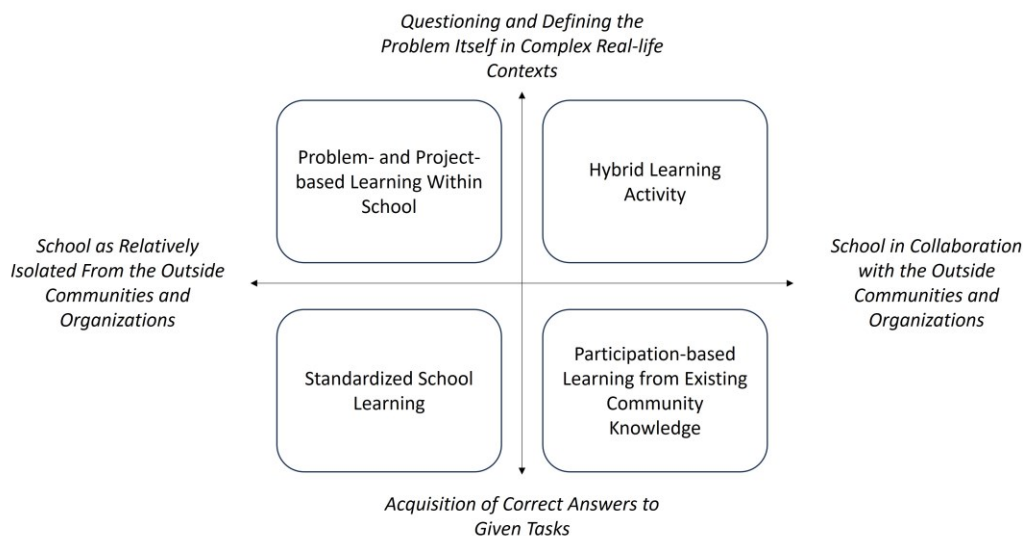 Questioning and Defining the
Problem Itself in Complex Real-life
Contexts
Problem- and Project-
based Learning Within
School
Hybrid Learning
Activity
School as Relatively
Isolated From the Outside
Communities and
Organizations
School in Collaboration
with the Outside
Communities and
Organizations
Standardized School
Learning
Participation-based
Learning from Existing
Community
Knowledge
Acquisition of Correct Answers to
Given Tasks